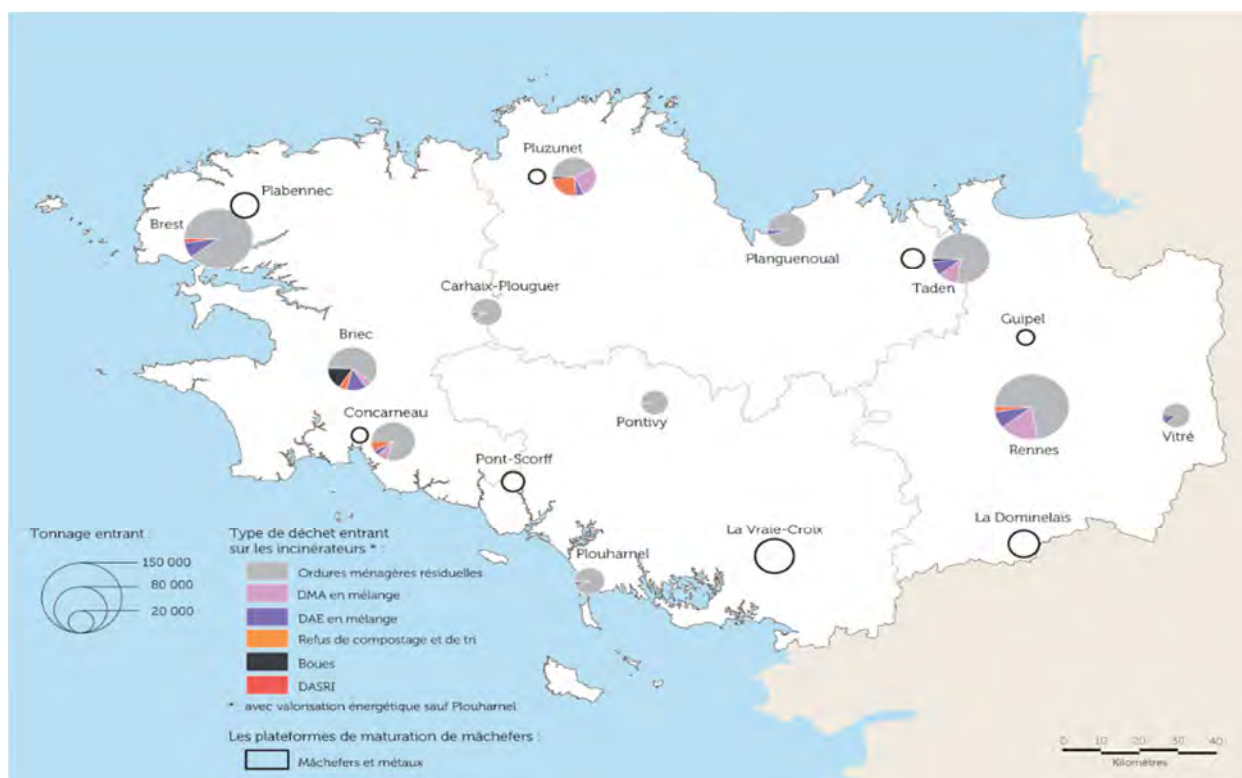 Pluzunet
Plabennec
Brest
Planguenoual
Taden
Carhaix-Plouguer
Guipel
Briec
Concarneau
Pontivy
Rennes
Vitré
Pont-Scorff
La Vraie-Croix
La Dominelais
Plouharnel
Tonnage entrant :
150 000
80 000
20 000
Type de déchet entrant
sur les incinérateurs * :
Ordures ménagères résiduelles
DMA en mélange
DAE en mélange
Refus de compostage et de tri
Boues
DASRI
* avec valorisation énergétique sauf Plouharnel
Les plateformes de maturation de mâchefers :
Mâchefers et métaux
0 10 20 30 40
Kilomètres